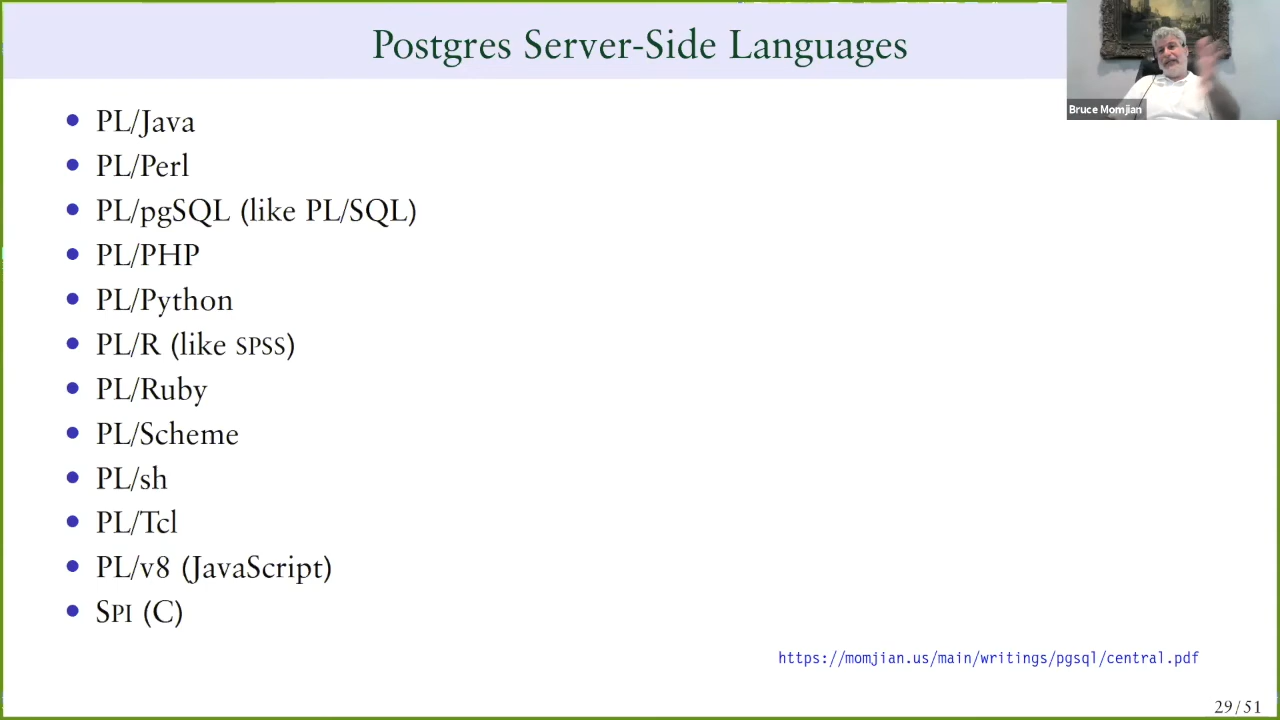 Postgres Server-Side Languages
Bruce Momjian
• PL/Java
• PL/Perl
• PL/pgSQL (like PL/SQL)
• PL/PHP
• PL/Python
• PL/R (like SPSS)
• PL/Ruby
• PL/Scheme
• PL/sh
• PL/Tcl
• PL/v8 (JavaScript)
• SPI (C)
https://momjian.us/main/writings/pgsql/central.pdf
29/51